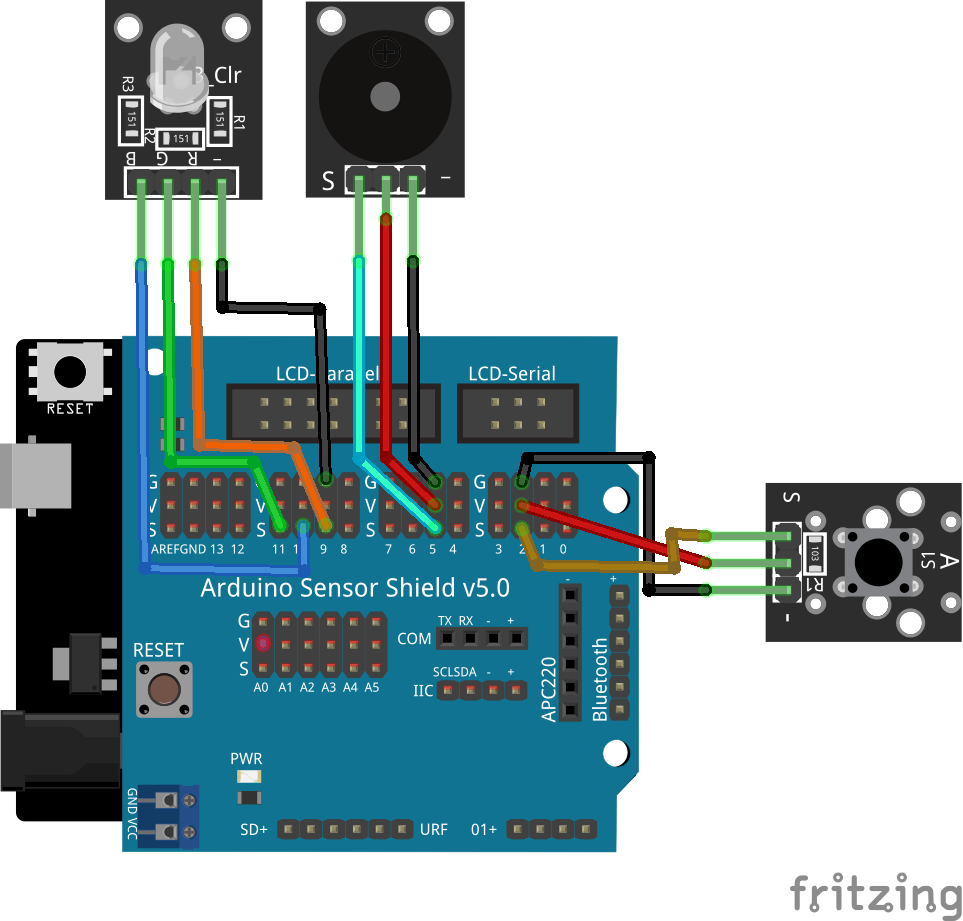 B_Clr
R3
R1
R2
151
151
151
B G R -
S -
RESET
LCD-Parallel
LCD-Serial
G G G G
V V V V
S S S S
AREF GND 13 12 11 1 9 8 7 6 5 4 3 2 1 0
Arduino Sensor Shield v5.0
S
103
R1
S1
A
-
- +
G
V
S
A0 A1 A2 A3 A4 A5
TX RX - +
COM
SCL SDA - +
IIC
APC220
Bluetooth
RESET
PWR
GND VCC
SD+
URF
01+
fritzing